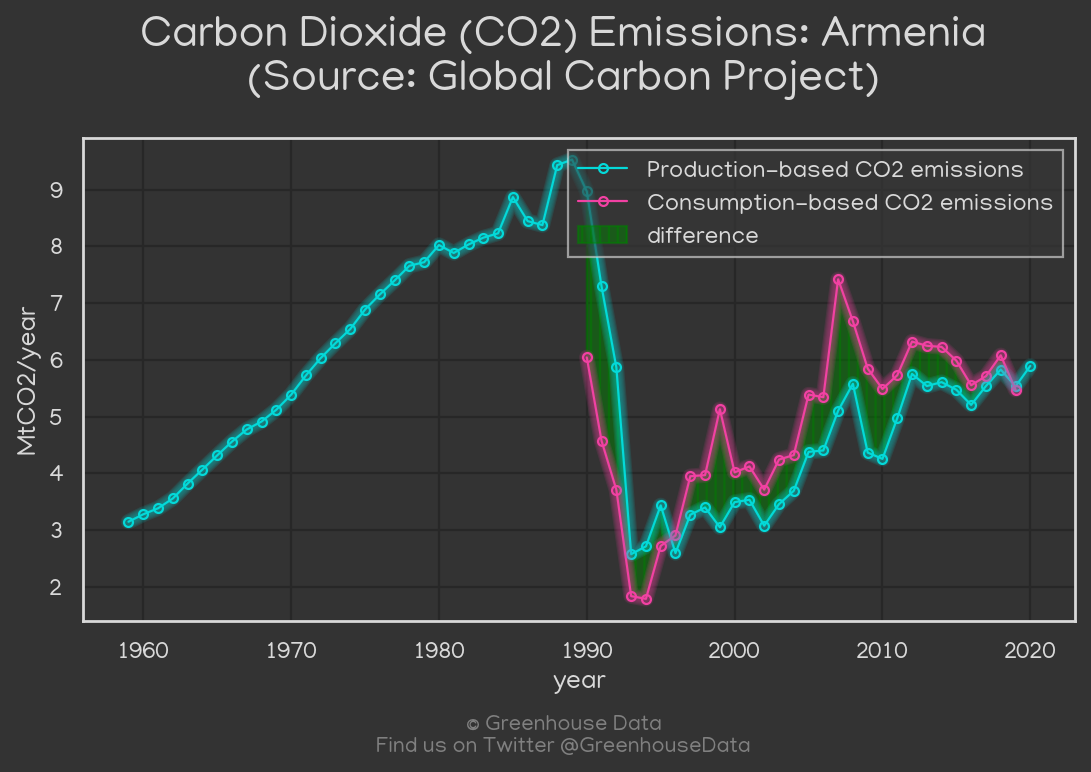 Carbon Dioxide (CO2) Emissions: Armenia
(Source: Global Carbon Project)
Production-based CO2 emissions
Consumption-based CO2 emissions
difference
MtCO2/year
9
8
7
6
5
4
3
2
1960 1970 1980 1990 2000 2010 2020
year
© Greenhouse Data
Find us on Twitter @GreenhouseData